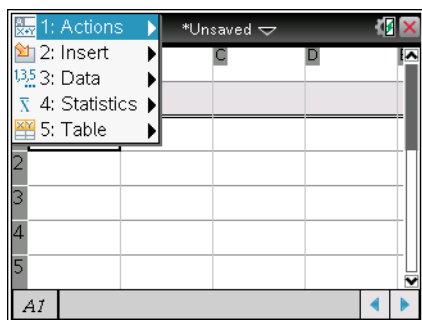 1: Actions
*Unsaved
2: Insert
C D
3: Data
4: Statistics
5: Table
2
3
4
5
A1